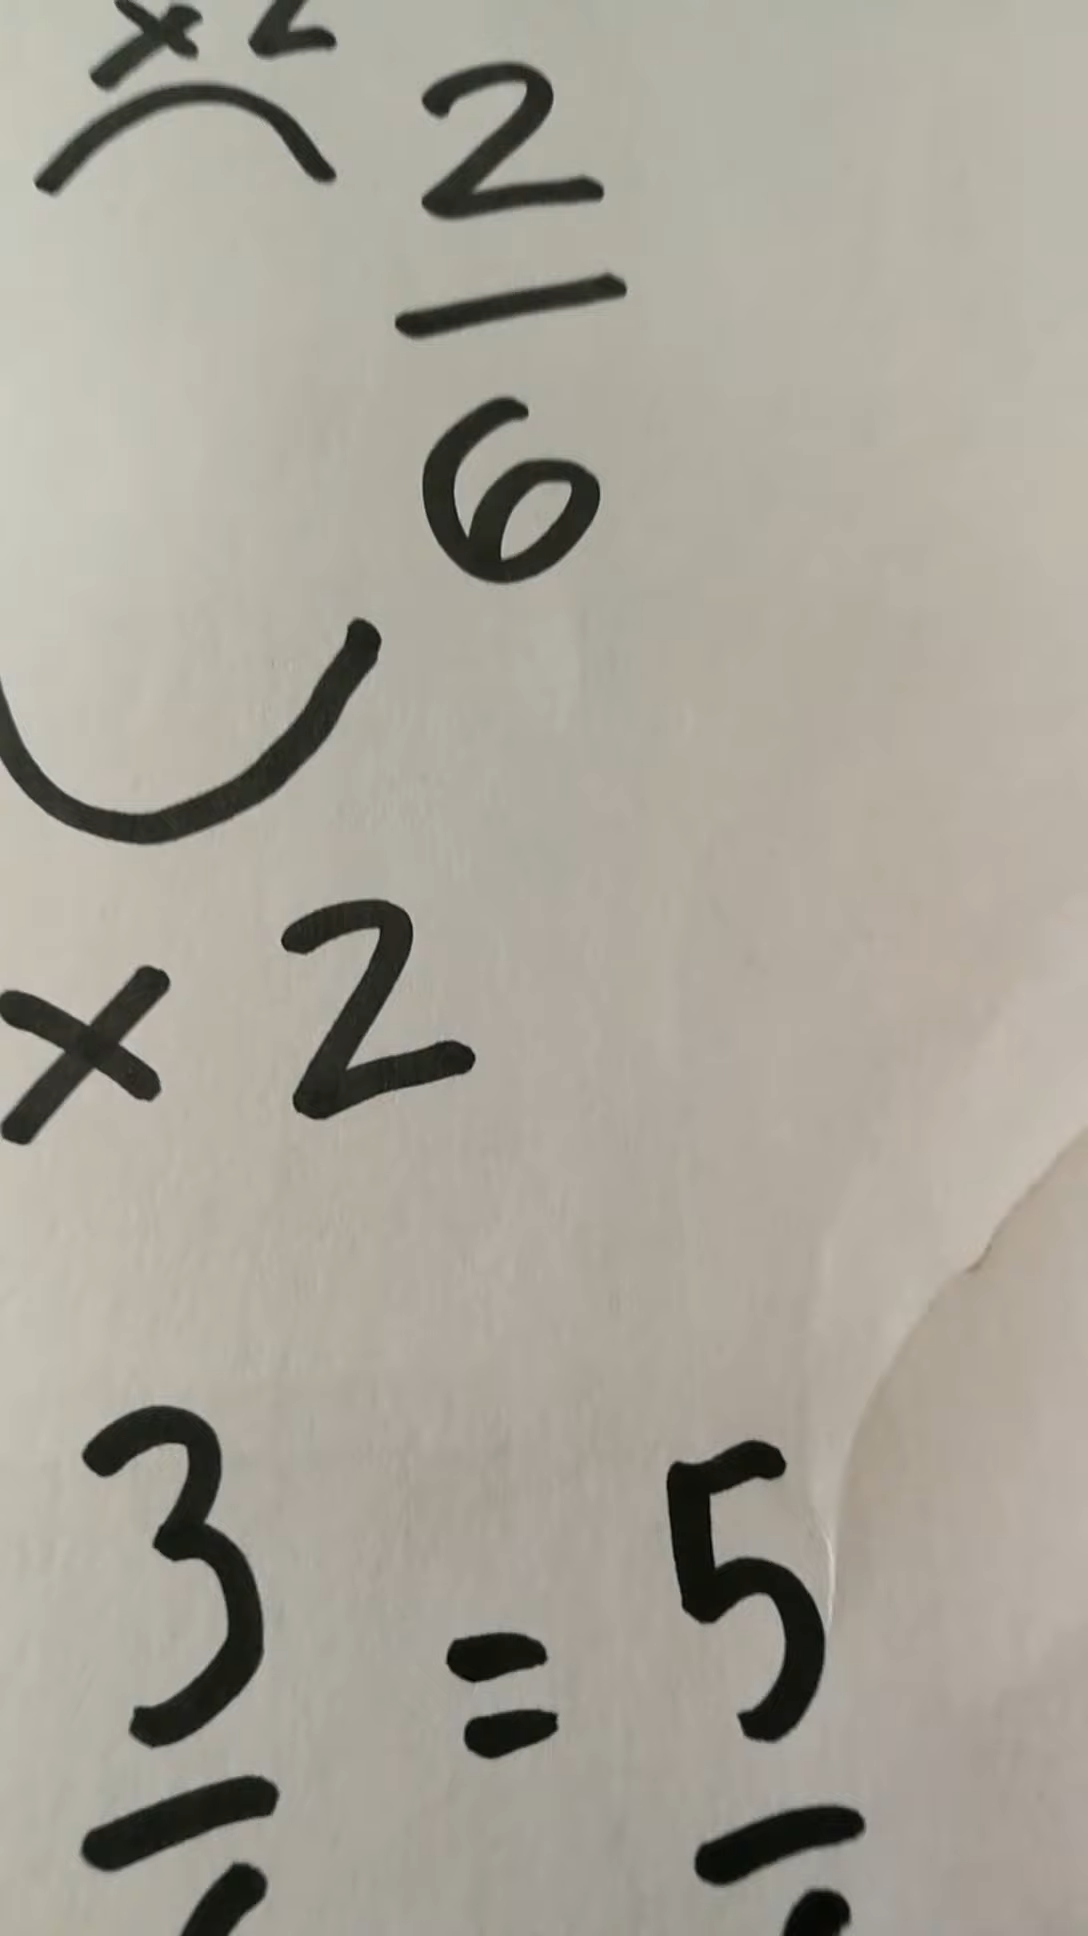 x 2
2
—
6
x 2
3 = 5
— —